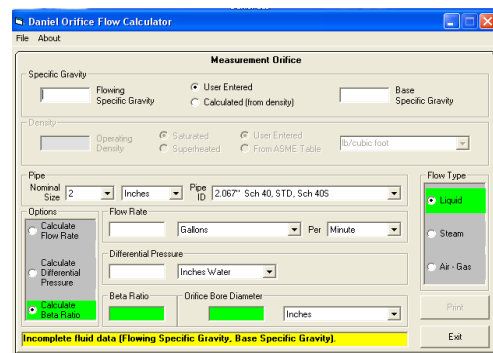 Daniel Orifice Flow Calculator
File About
Measurement Orifice
Specific Gravity
Flowing Specific Gravity
User Entered
Calculated (from density)
Base Specific Gravity
Density
Operating Density
Saturated
Superheated
User Entered
From ASME Table
lb/cubic foot
Pipe
Nominal Size 2 Inches Pipe ID 2.067" Sch 40, STD, Sch 40S
Flow Type
Liquid
Steam
Air - Gas
Options
Calculate Flow Rate
Calculate Differential Pressure
Calculate Beta Ratio
Flow Rate
Gallons Per Minute
Differential Pressure
Inches Water
Beta Ratio
Orifice Bore Diameter
Inches
Print
Exit
Incomplete fluid data (Flowing Specific Gravity, Base Specific Gravity).